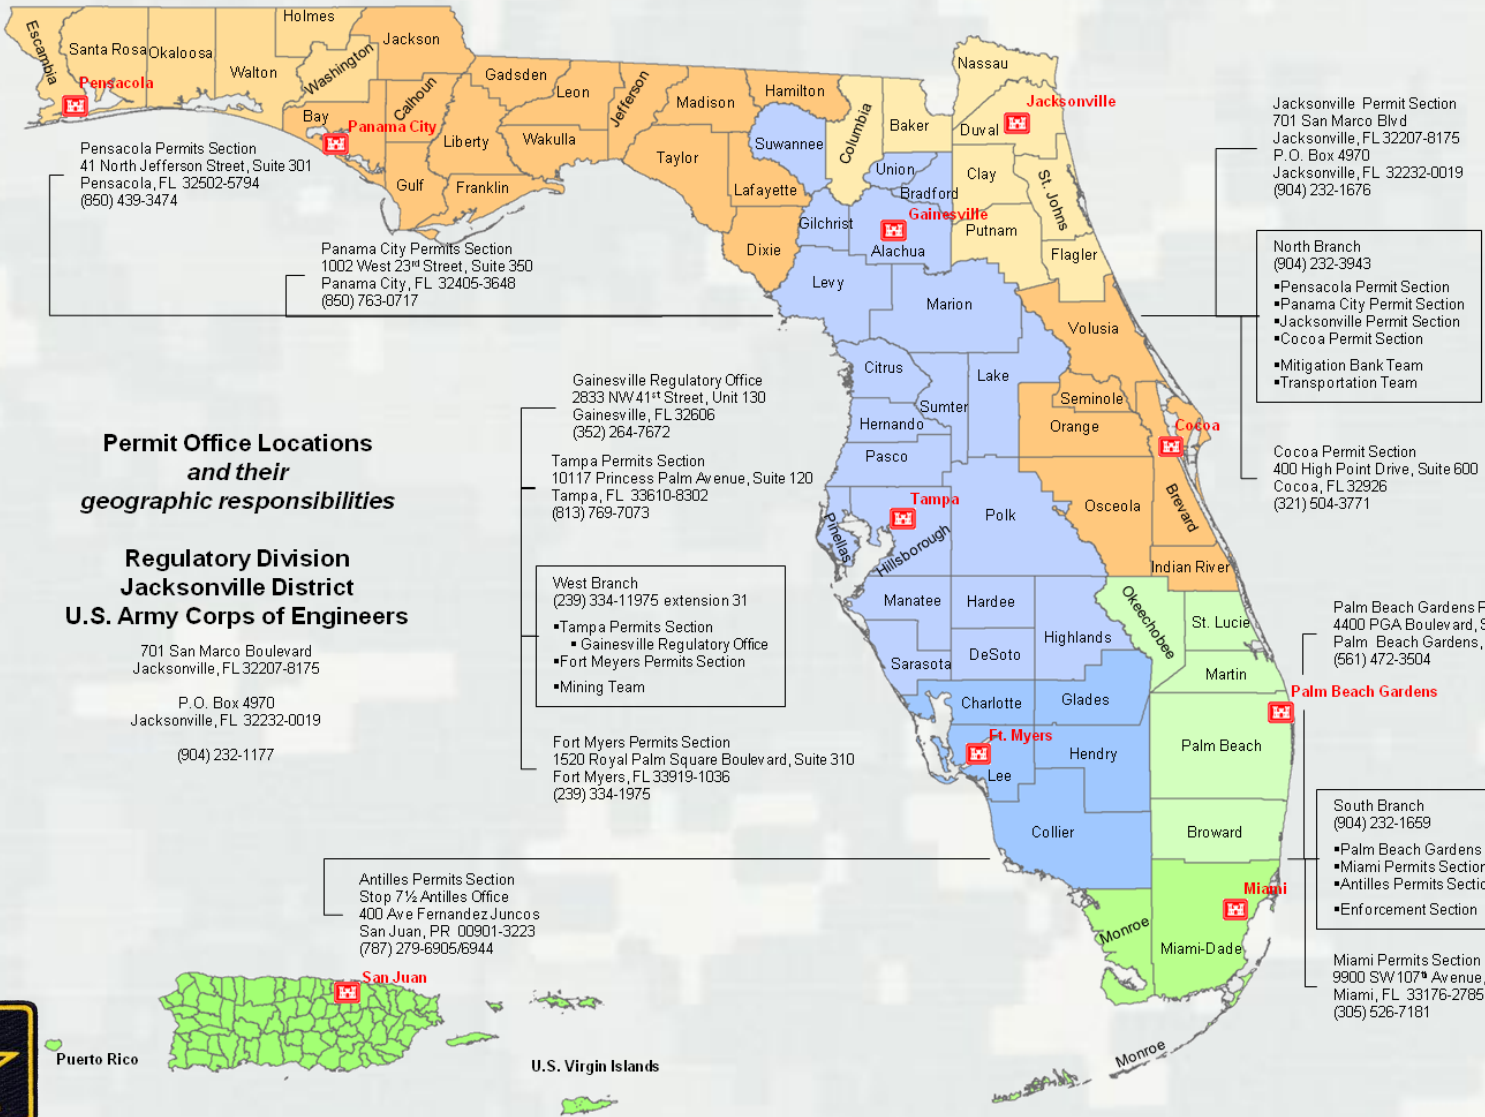 Escambia
Santa Rosa
Okaloosa
Walton
Holmes
Washington
Jackson
Bay
Calhoun
Gulf
Liberty
Gadsden
Franklin
Leon
Wakulla
Jefferson
Madison
Taylor
Hamilton
Lafayette
Dixie
Suwannee
Columbia
Baker
Nassau
Duval
Union
Bradford
Clay
St. Johns
Gilchrist
Alachua
Putnam
Flagler
Levy
Marion
Volusia
Citrus
Lake
Sumter
Hernando
Seminole
Orange
Pasco
Pinellas
Hillsborough
Polk
Osceola
Brevard
Indian River
Manatee
Hardee
Okeechobee
St. Lucie
Highlands
Sarasota
DeSoto
Martin
Charlotte
Glades
Lee
Hendry
Palm Beach
Collier
Broward
Monroe
Miami-Dade
Monroe
Pensacola
Panama City
Jacksonville
Gainesville
Cocoa
Tampa
Palm Beach Gardens
Ft. Myers
Miami
San Juan
Pensacola Permits Section
41 North Jefferson Street, Suite 301
Pensacola, FL 32502-5794
(850) 439-3474
Panama City Permits Section
1002 West 23rd Street, Suite 350
Panama City, FL 32405-3648
(850) 763-0717
Jacksonville Permit Section
701 San Marco Blvd
Jacksonville, FL 32207-8175
P.O. Box 4970
Jacksonville, FL 32232-0019
(904) 232-1676
North Branch
(904) 232-3943
▪Pensacola Permit Section
▪Panama City Permit Section
▪Jacksonville Permit Section
▪Cocoa Permit Section
▪Mitigation Bank Team
▪Transportation Team
Cocoa Permit Section
400 High Point Drive, Suite 600
Cocoa, FL 32926
(321) 504-3771
Permit Office Locations
and their
geographic responsibilities
Regulatory Division
Jacksonville District
U.S. Army Corps of Engineers
701 San Marco Boulevard
Jacksonville, FL 32207-8175
P.O. Box 4970
Jacksonville, FL 32232-0019
(904) 232-1177
Gainesville Regulatory Office
2833 NW 41st Street, Unit 130
Gainesville, FL 32606
(352) 264-7672
Tampa Permits Section
10117 Princess Palm Avenue, Suite 120
Tampa, FL 33610-8302
(813) 769-7073
West Branch
(239) 334-11975 extension 31
▪Tampa Permits Section
▪ Gainesville Regulatory Office
▪Fort Meyers Permits Section
▪Mining Team
Fort Myers Permits Section
1520 Royal Palm Square Boulevard, Suite 310
Fort Myers, FL 33919-1036
(239) 334-1975
Palm Beach Gardens P
4400 PGA Boulevard, S
Palm Beach Gardens,
(561) 472-3504
South Branch
(904) 232-1659
▪Palm Beach Gardens
▪Miami Permits Section
▪Antilles Permits Sectio
▪Enforcement Section
Miami Permits Section
9900 SW 107th Avenue,
Miami, FL 33176-2785
(305) 526-7181
Antilles Permits Section
Stop 7½ Antilles Office
400 Ave Fernandez Juncos
San Juan, PR 00901-3223
(787) 279-6905/6944
Puerto Rico
U.S. Virgin Islands